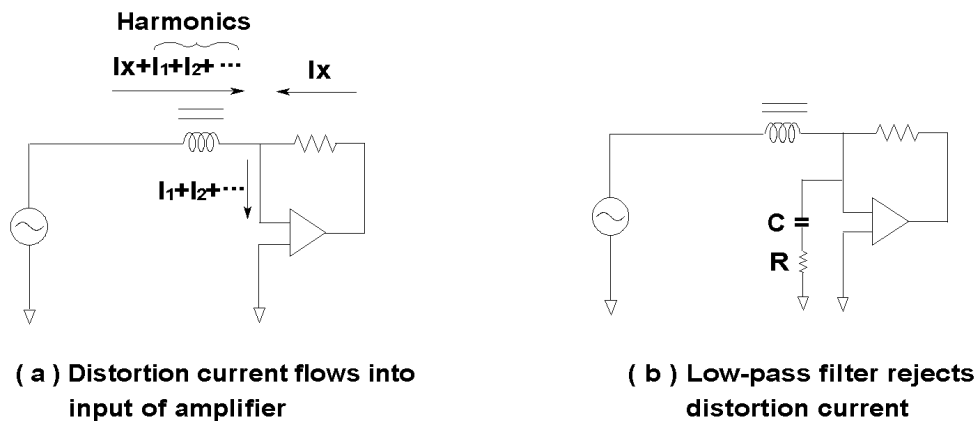 Harmonics
Ix+I1+I2+ ···
Ix
I1+I2+···
C
R
( a ) Distortion current flows into
input of amplifier
( b ) Low-pass filter rejects
distortion current